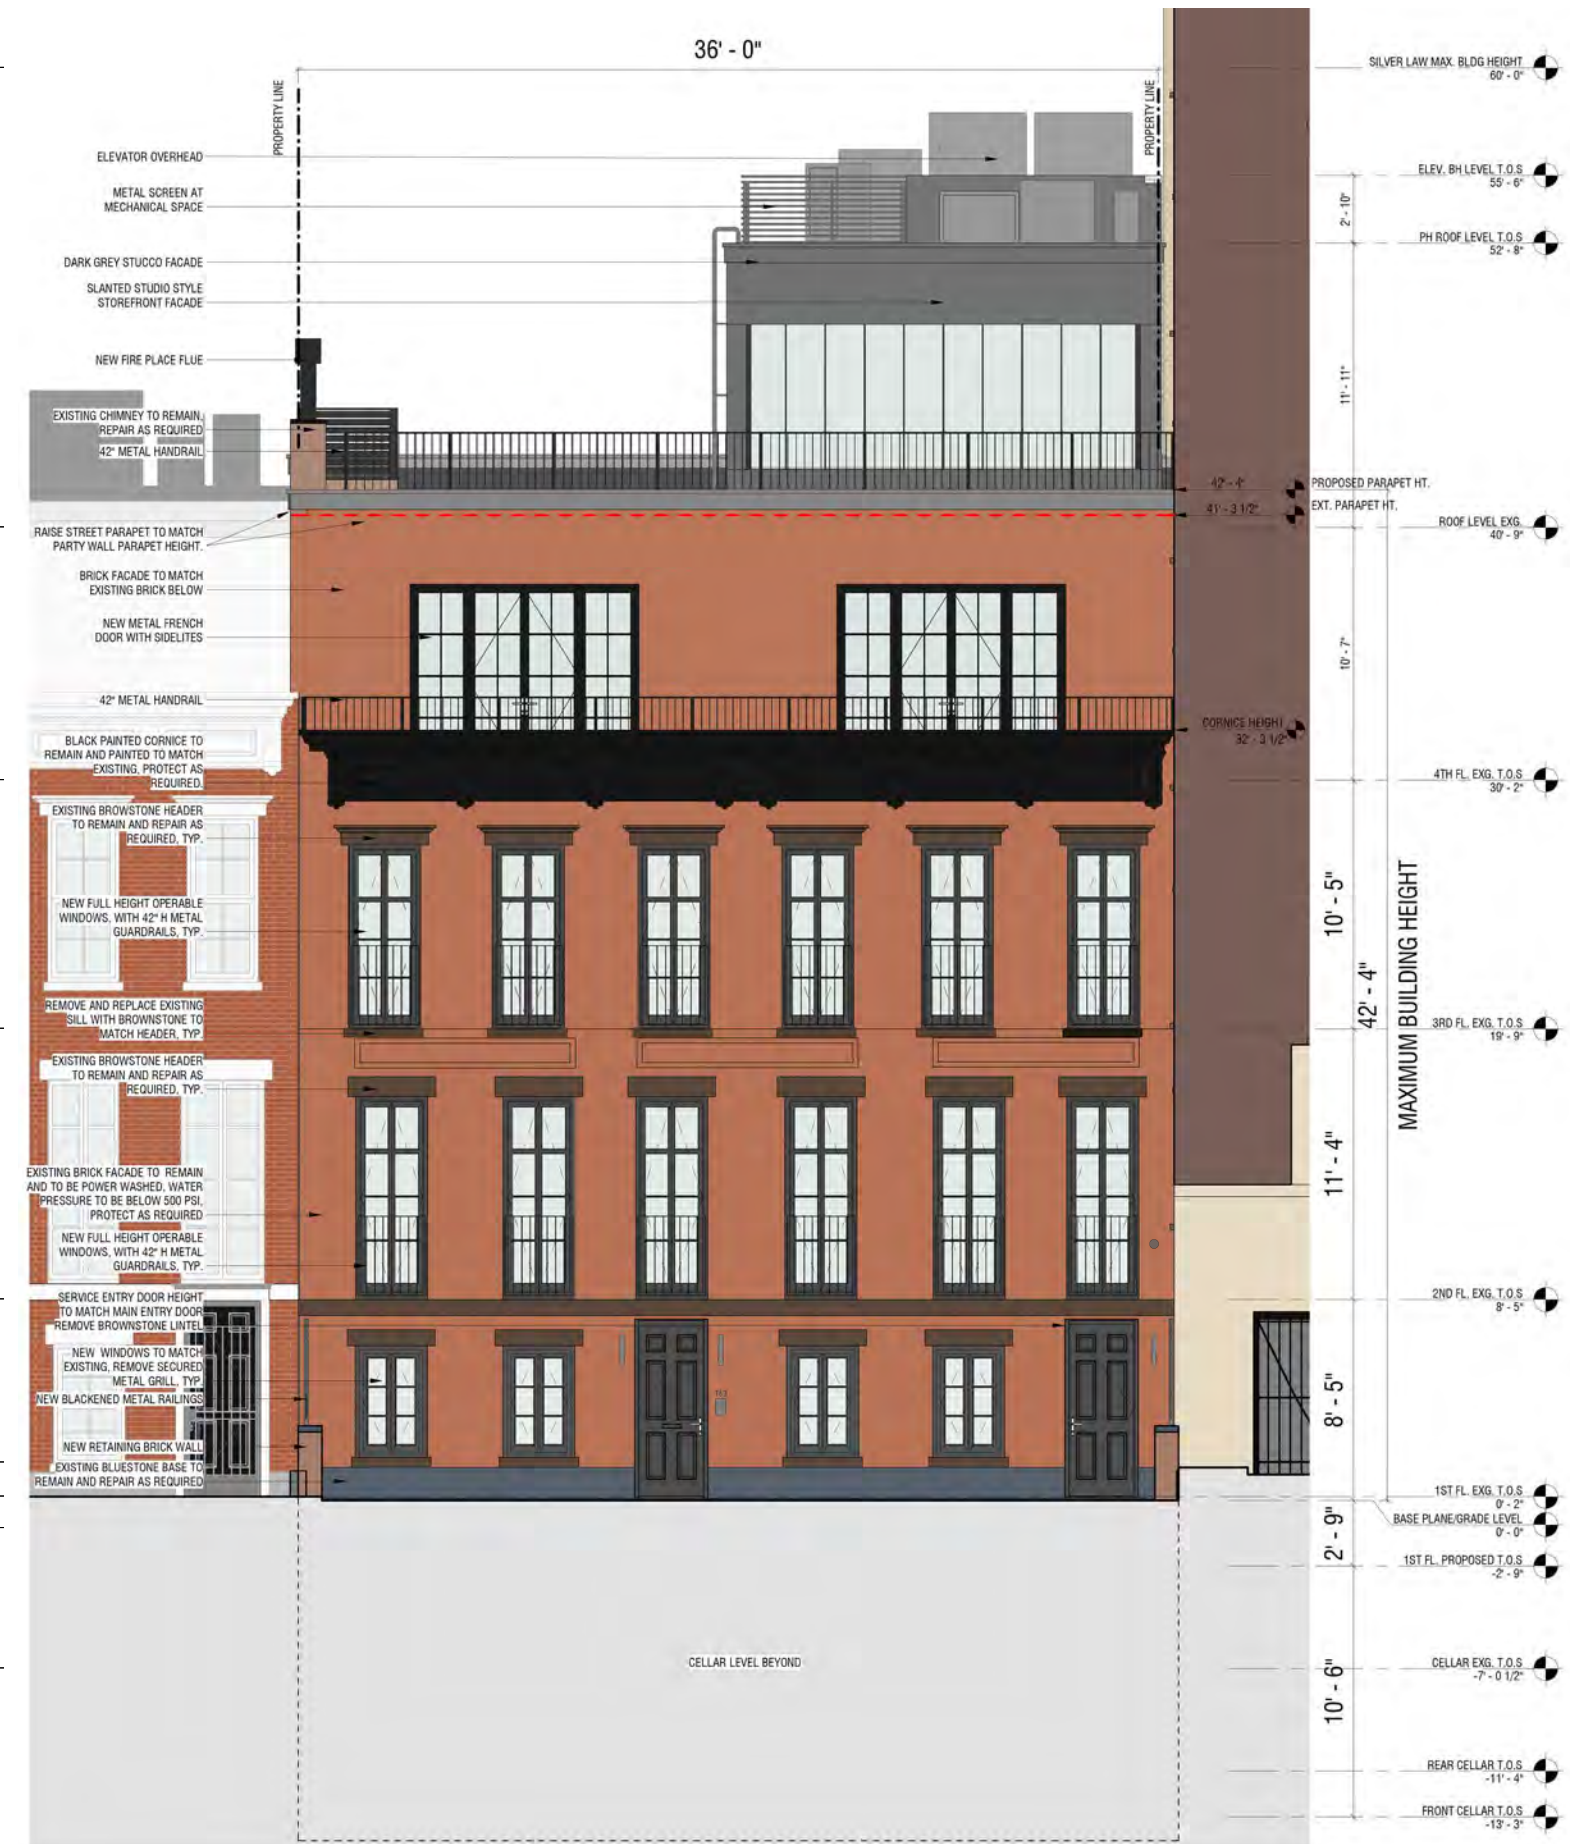 36' - 0"
PROPERTY LINE
PROPERTY LINE
SILVER LAW MAX. BLDG HEIGHT
60' - 0"
ELEVATOR OVERHEAD
METAL SCREEN AT
MECHANICAL SPACE
ELEV. BH LEVEL T.O.S
55' - 6"
2' - 10"
PH ROOF LEVEL T.O.S
52' - 8"
DARK GREY STUCCO FACADE
SLANTED STUDIO STYLE
STOREFRONT FACADE
NEW FIRE PLACE FLUE
11' - 11"
EXISTING CHIMNEY TO REMAIN,
REPAIR AS REQUIRED
42" METAL HANDRAIL
42' - 4"
PROPOSED PARAPET HT.
41' - 3 1/2"
EXT. PARAPET HT.
ROOF LEVEL EXG.
40' - 9"
RAISE STREET PARAPET TO MATCH
PARTY WALL PARAPET HEIGHT.
BRICK FACADE TO MATCH
EXISTING BRICK BELOW
NEW METAL FRENCH
DOOR WITH SIDELITES
10' - 7"
42" METAL HANDRAIL
CORNICE HEIGHT
32' - 3 1/2"
BLACK PAINTED CORNICE TO
REMAIN AND PAINTED TO MATCH
EXISTING, PROTECT AS
REQUIRED.
4TH FL. EXG. T.O.S
30' - 2"
EXISTING BROWSTONE HEADER
TO REMAIN AND REPAIR AS
REQUIRED, TYP.
NEW FULL HEIGHT OPERABLE
WINDOWS, WITH 42" H METAL
GUARDRAILS, TYP.
10' - 5"
42' - 4"
MAXIMUM BUILDING HEIGHT
REMOVE AND REPLACE EXISTING
SILL WITH BROWNSTONE TO
MATCH HEADER, TYP.
3RD FL. EXG. T.O.S
19' - 9"
EXISTING BROWSTONE HEADER
TO REMAIN AND REPAIR AS
REQUIRED, TYP.
11' - 4"
EXISTING BRICK FACADE TO REMAIN
AND TO BE POWER WASHED, WATER
PRESSURE TO BE BELOW 500 PSI,
PROTECT AS REQUIRED
NEW FULL HEIGHT OPERABLE
WINDOWS, WITH 42" H METAL
GUARDRAILS, TYP.
2ND FL. EXG. T.O.S
8' - 5"
SERVICE ENTRY DOOR HEIGHT
TO MATCH MAIN ENTRY DOOR
REMOVE BROWNSTONE LINTEL
NEW WINDOWS TO MATCH
EXISTING, REMOVE SECURED
METAL GRILL, TYP.
NEW BLACKENED METAL RAILINGS
8' - 5"
NEW RETAINING BRICK WALL
EXISTING BLUESTONE BASE TO
REMAIN AND REPAIR AS REQUIRED
1ST FL. EXG. T.O.S
0' - 2"
BASE PLANE/GRADE LEVEL
0' - 0"
2' - 9"
1ST FL. PROPOSED T.O.S
-2' - 9"
CELLAR LEVEL BEYOND
CELLAR EXG. T.O.S
-7' - 0 1/2"
10' - 6"
REAR CELLAR T.O.S
-11' - 4"
FRONT CELLAR T.O.S
-13' - 3"